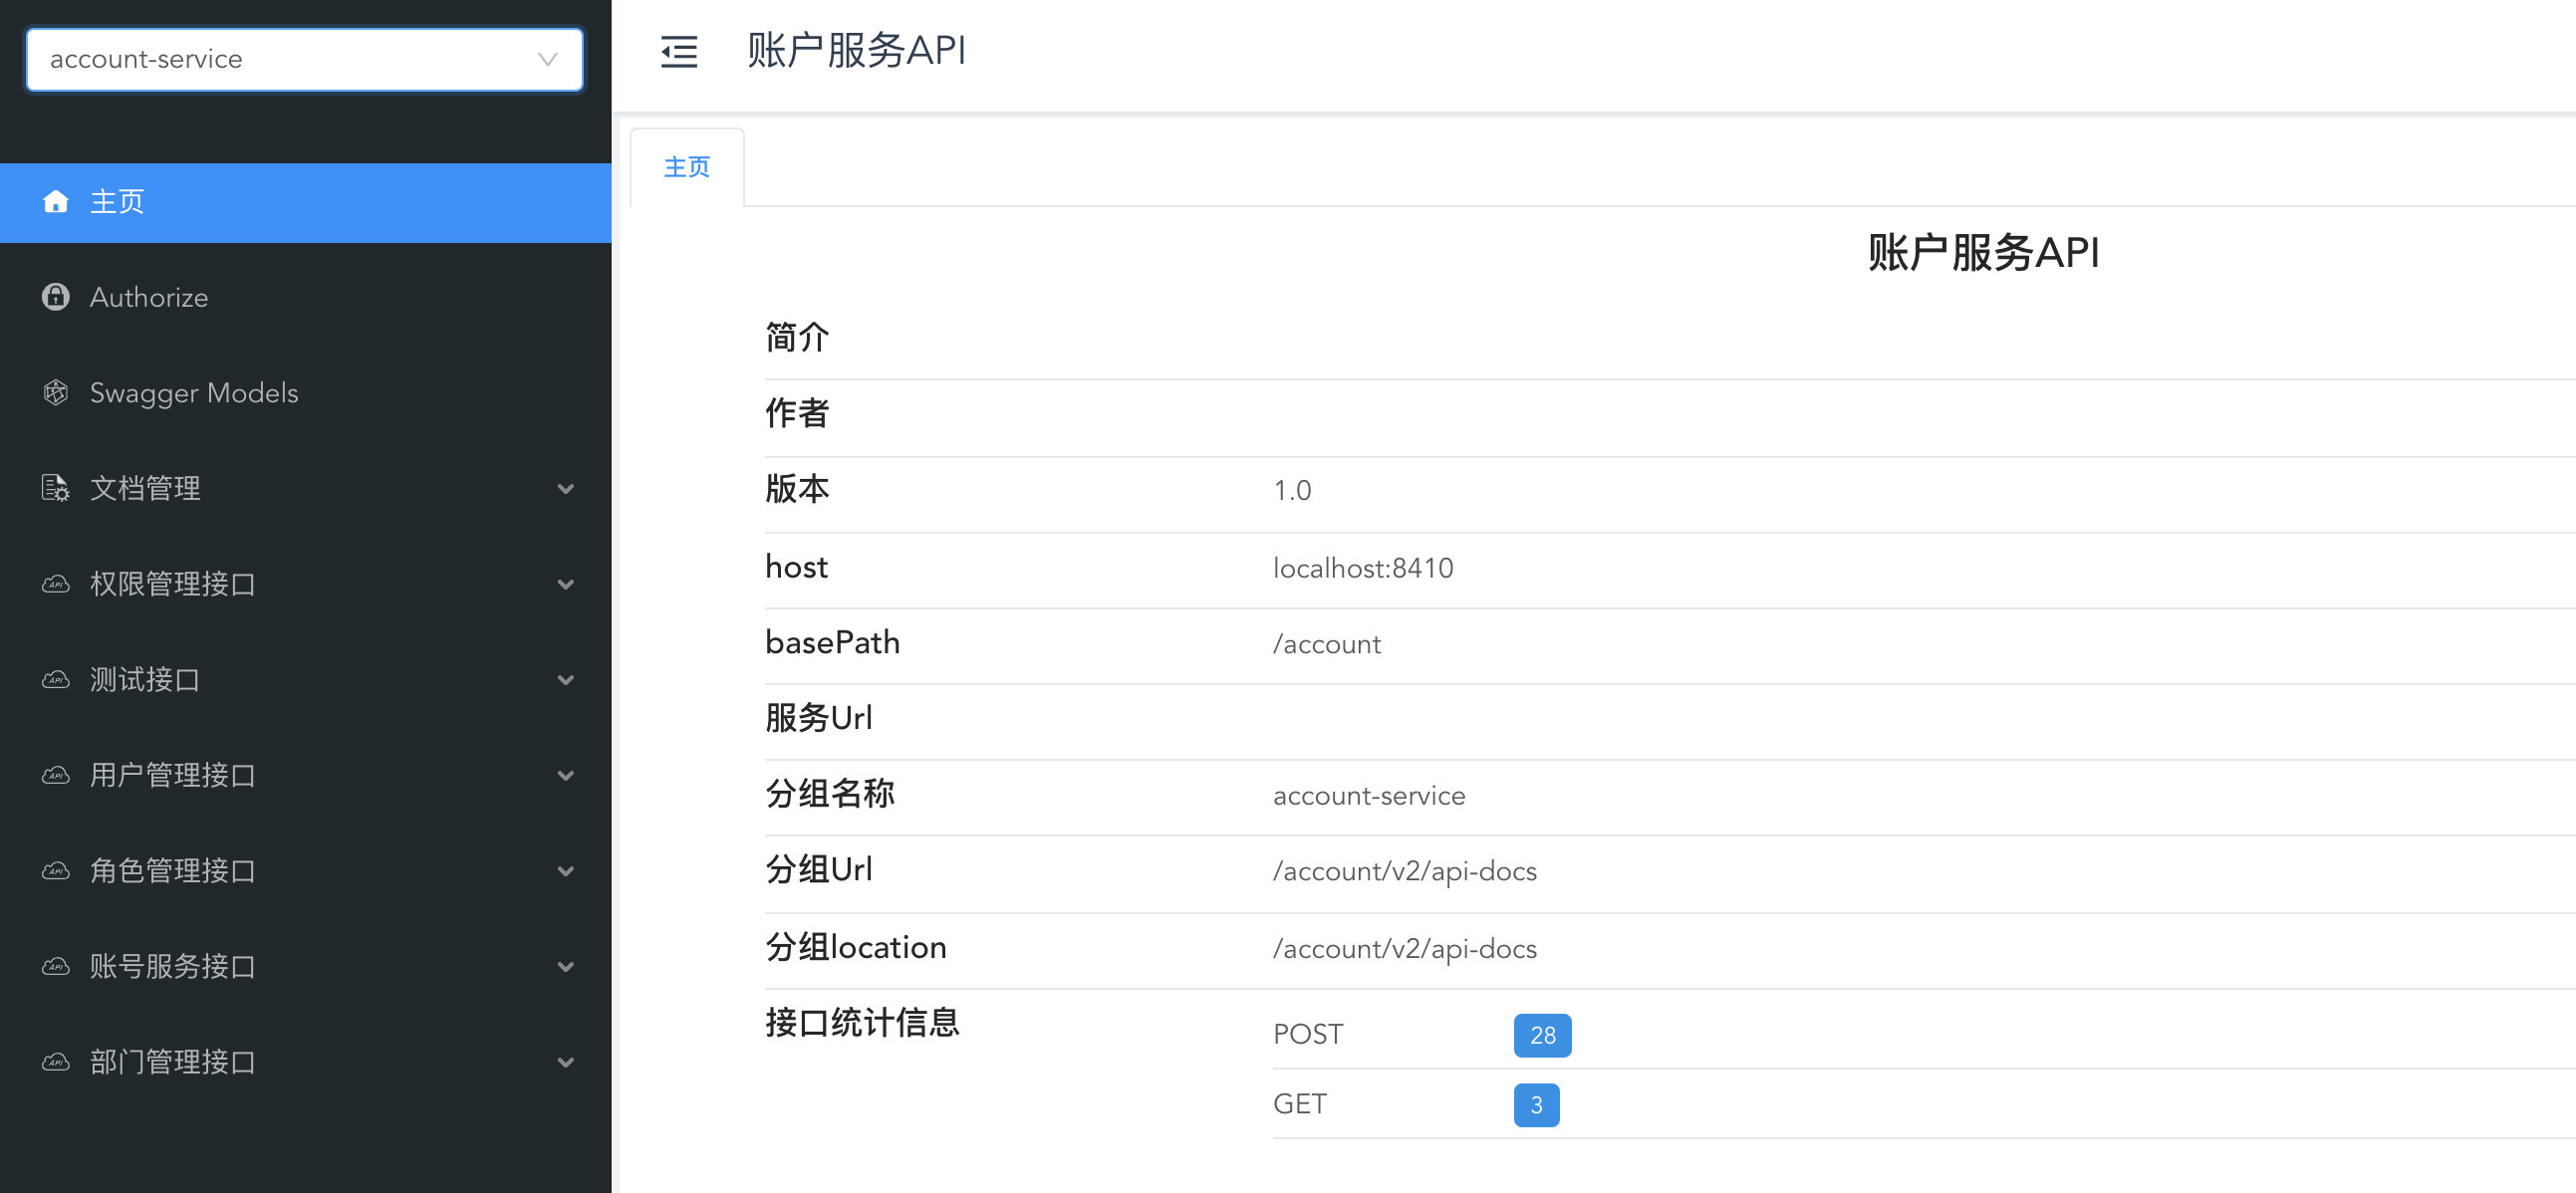 account-service
主页
Authorize
Swagger Models
文档管理
权限管理接口
测试接口
用户管理接口
角色管理接口
账号服务接口
部门管理接口
账户服务API
主页
账户服务API
简介
作者
版本 1.0
host localhost:8410
basePath /account
服务Url
分组名称 account-service
分组Url /account/v2/api-docs
分组location /account/v2/api-docs
接口统计信息
POST 28
GET 3